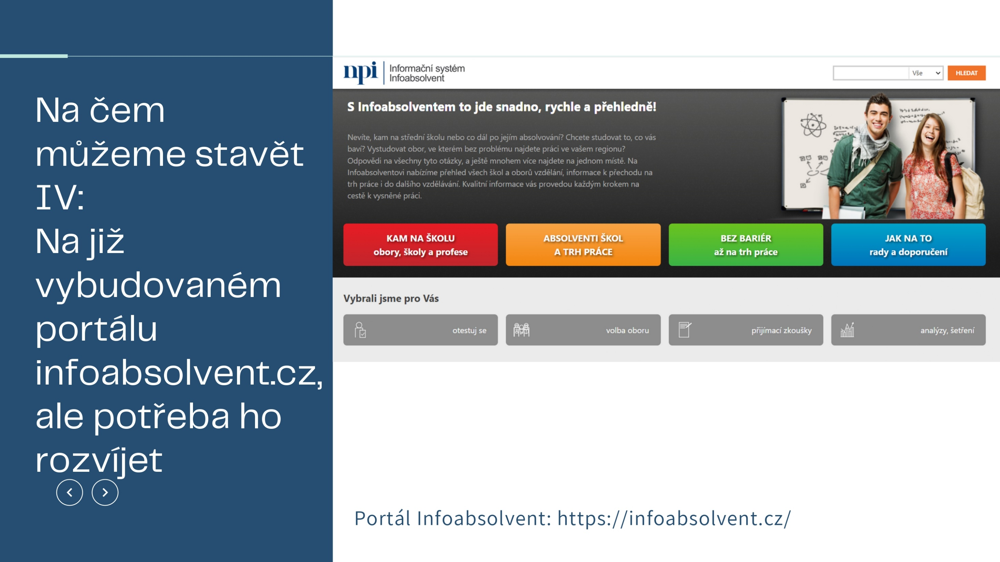 Na čem
můžeme stavět
IV:
Na již
vybudovaném
portálu
infoabsolvent.cz,
ale potřeba ho
rozvíjet
npi
Informační systém
Infoabsolvent
Vše
HLEDAT
S Infoabsolventem to jde snadno, rychle a přehledně!
Nevíte, kam na střední školu nebo co dál po jejím absolvování? Chcete studovat to, co vás
baví? Vystudovat obor, ve kterém bez problému najdete práci ve vašem regionu?
Odpovědi na všechny tyto otázky, a ještě mnohem více najdete na jednom místě. Na
Infoabsolventovi nabízíme přehled všech škol a oborů vzdělání, informace k přechodu na
trh práce i do dalšího vzdělávání. Kvalitní informace vás provedou každým krokem na
cestě k vysněné práci.
KAM NA ŠKOLU
obory, školy a profese
ABSOLVENTI ŠKOL
A TRH PRÁCE
BEZ BARIÉR
až na trh práce
JAK NA TO
rady a doporučení
Vybrali jsme pro Vás
otestuj se
volba oboru
přijímací zkoušky
analýzy, šetření
Portál Infoabsolvent: https://infoabsolvent.cz/